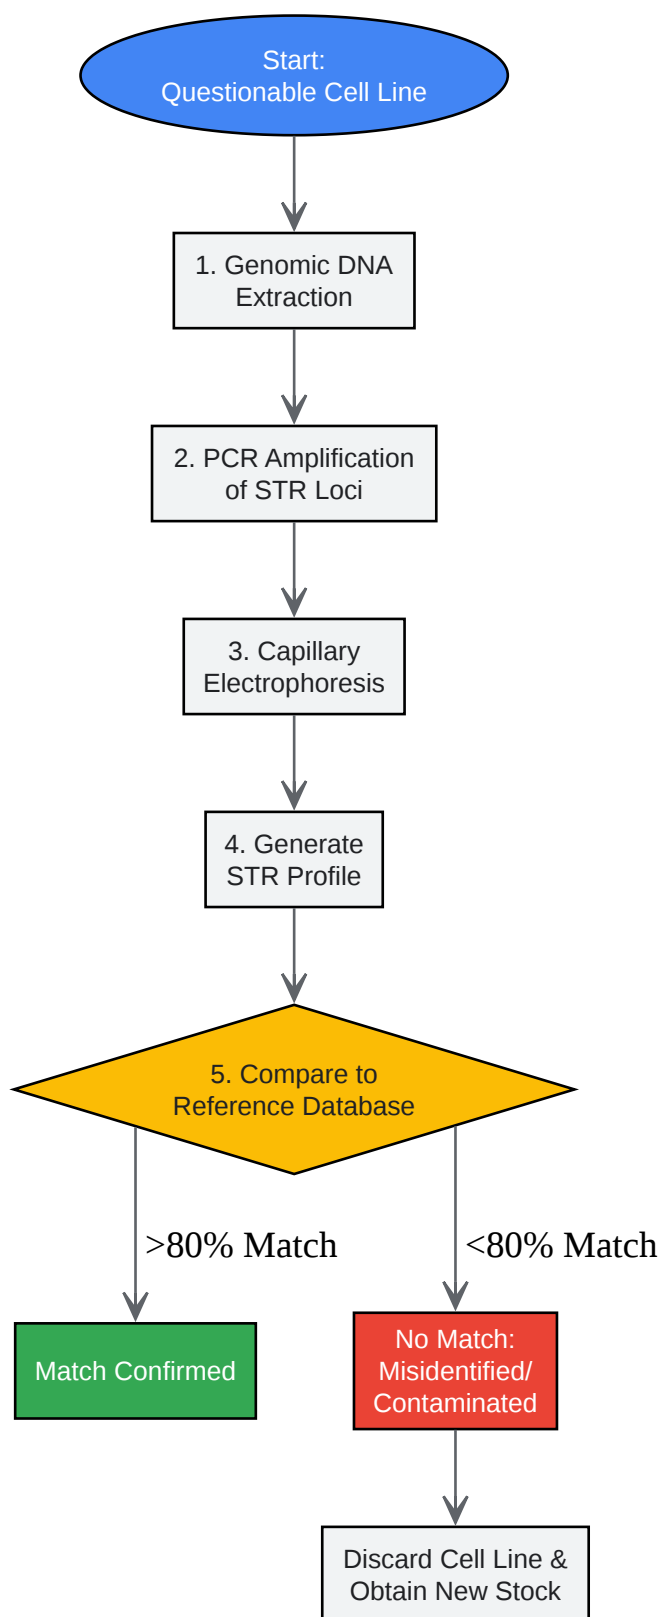 Start:
Questionable Cell Line
1. Genomic DNA
Extraction
2. PCR Amplification
of STR Loci
3. Capillary
Electrophoresis
4. Generate
STR Profile
5. Compare to
Reference Database
>80% Match
<80% Match
Match Confirmed
No Match:
Misidentified/
Contaminated
Discard Cell Line &
Obtain New Stock